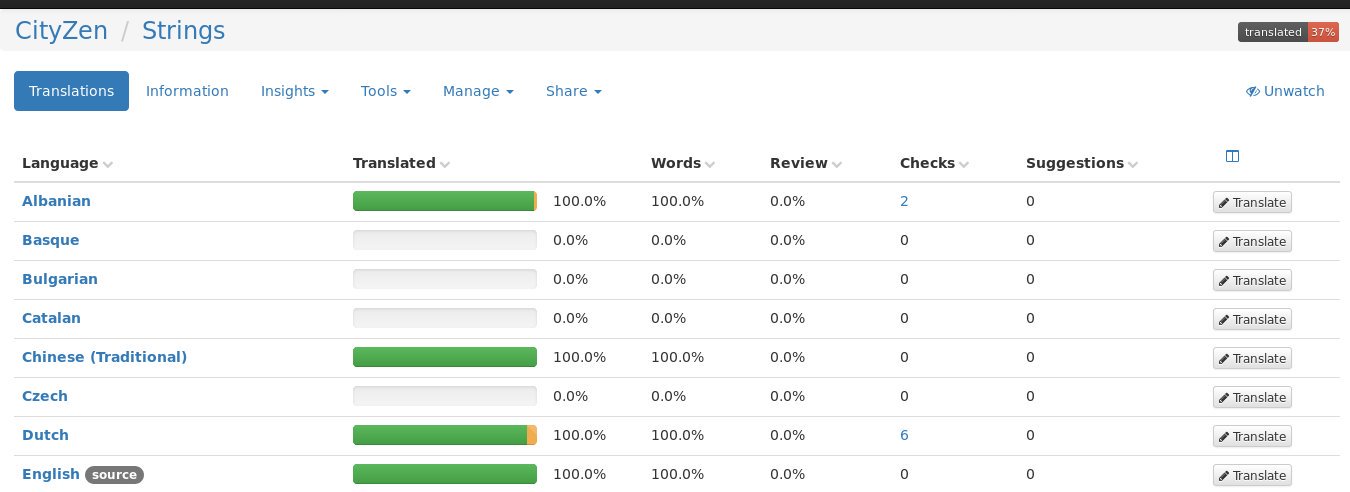 CityZen / Strings translated 37%
Translations Information Insights Tools Manage Share Unwatch
Language Translated Words Review Checks Suggestions
Albanian 100.0% 100.0% 0.0% 2 0 Translate
Basque 0.0% 0.0% 0.0% 0 0 Translate
Bulgarian 0.0% 0.0% 0.0% 0 0 Translate
Catalan 0.0% 0.0% 0.0% 0 0 Translate
Chinese (Traditional) 100.0% 100.0% 0.0% 0 0 Translate
Czech 0.0% 0.0% 0.0% 0 0 Translate
Dutch 100.0% 100.0% 0.0% 6 0 Translate
English source 100.0% 100.0% 0.0% 0 0 Translate